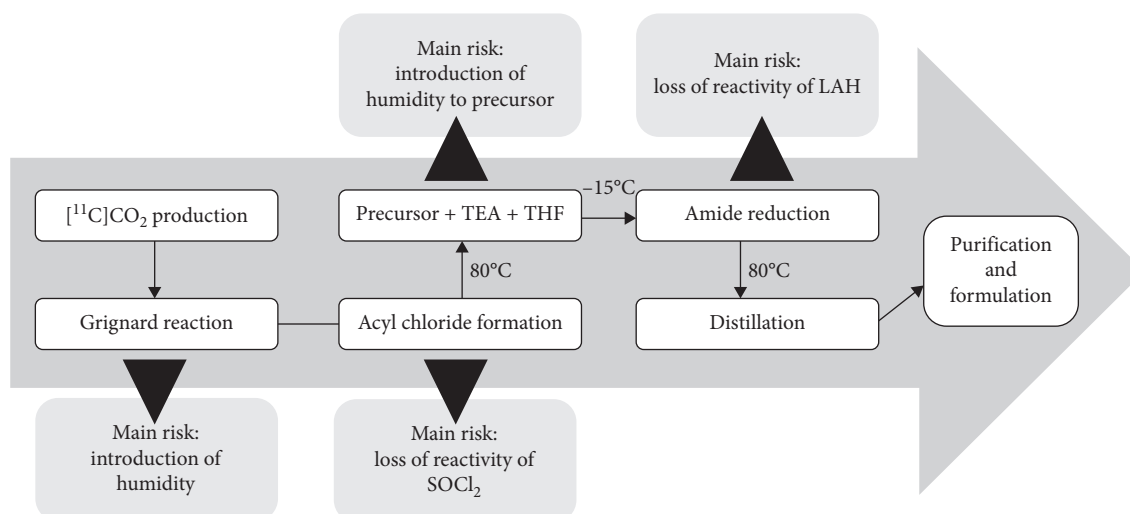 Main risk:
introduction of
humidity to precursor
Main risk:
loss of reactivity of LAH
[¹¹C]CO₂ production
Precursor + TEA + THF
–15°C
Amide reduction
Purification
and
formulation
80°C
80°C
Grignard reaction
Acyl chloride formation
Distillation
Main risk:
introduction of
humidity
Main risk:
loss of reactivity of
SOCl₂